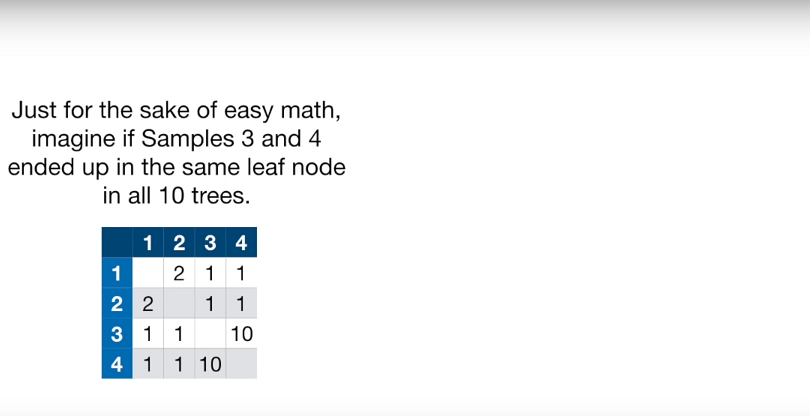 Just for the sake of easy math,
imagine if Samples 3 and 4
ended up in the same leaf node
in all 10 trees.
1 2 3 4
1 2 1 1
2 2 1 1
3 1 1 10
4 1 1 10